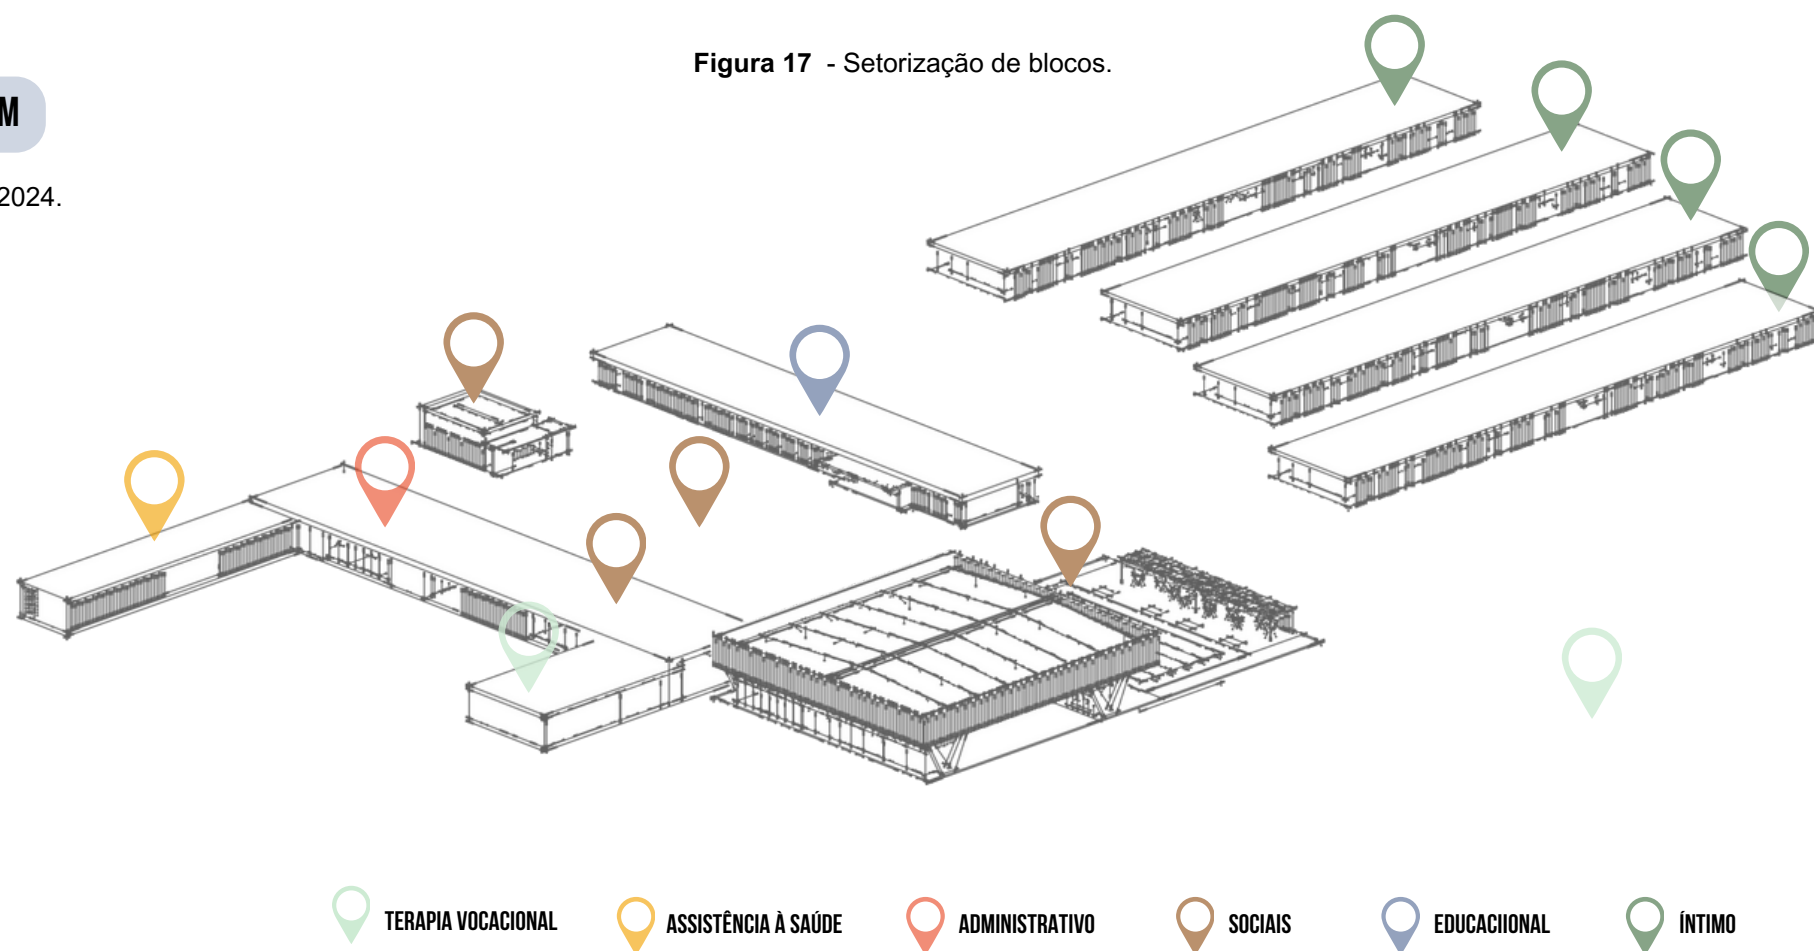 Figura 17 - Setorização de blocos.
M
2024.
TERAPIA VOCACIONAL
ASSISTÊNCIA À SAÚDE
ADMINISTRATIVO
SOCIAIS
EDUCACIIONAL
ÍNTIMO